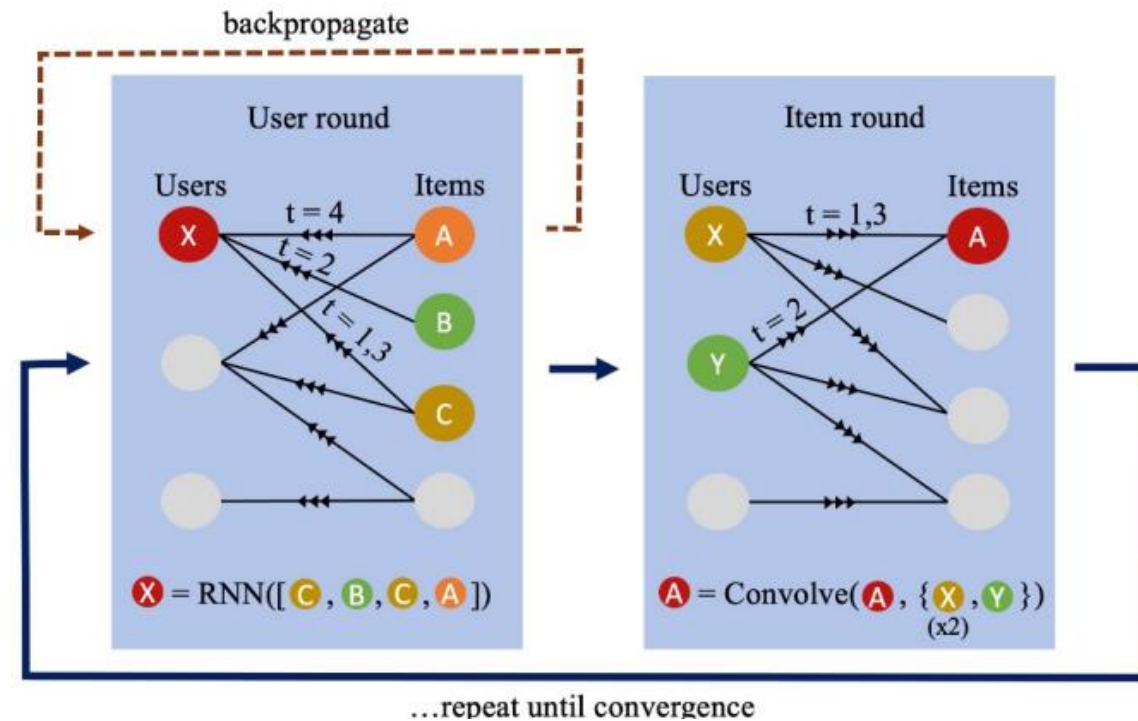 backpropagate
User round
Users Items
X
t = 4
A
t = 2
B
t = 1,3
C
X = RNN([ C , B , C , A ])
Item round
Users Items
X
t = 1,3
A
t = 2
Y
A = Convolve( A , { X , Y })
(x2)
...repeat until convergence